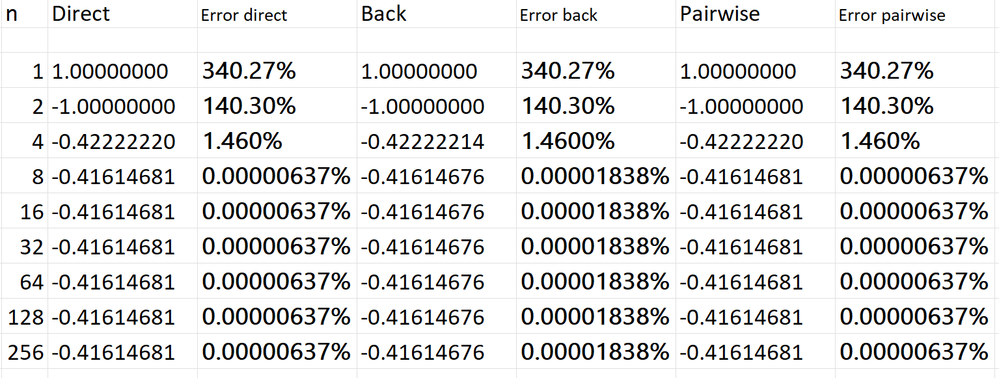 n Direct Error direct Back Error back Pairwise Error pairwise
1 1.00000000 340.27% 1.00000000 340.27% 1.00000000 340.27%
2 -1.00000000 140.30% -1.00000000 140.30% -1.00000000 140.30%
4 -0.42222220 1.460% -0.42222214 1.4600% -0.42222220 1.460%
8 -0.41614681 0.00000637% -0.41614676 0.00001838% -0.41614681 0.00000637%
16 -0.41614681 0.00000637% -0.41614676 0.00001838% -0.41614681 0.00000637%
32 -0.41614681 0.00000637% -0.41614676 0.00001838% -0.41614681 0.00000637%
64 -0.41614681 0.00000637% -0.41614676 0.00001838% -0.41614681 0.00000637%
128 -0.41614681 0.00000637% -0.41614676 0.00001838% -0.41614681 0.00000637%
256 -0.41614681 0.00000637% -0.41614676 0.00001838% -0.41614681 0.00000637%